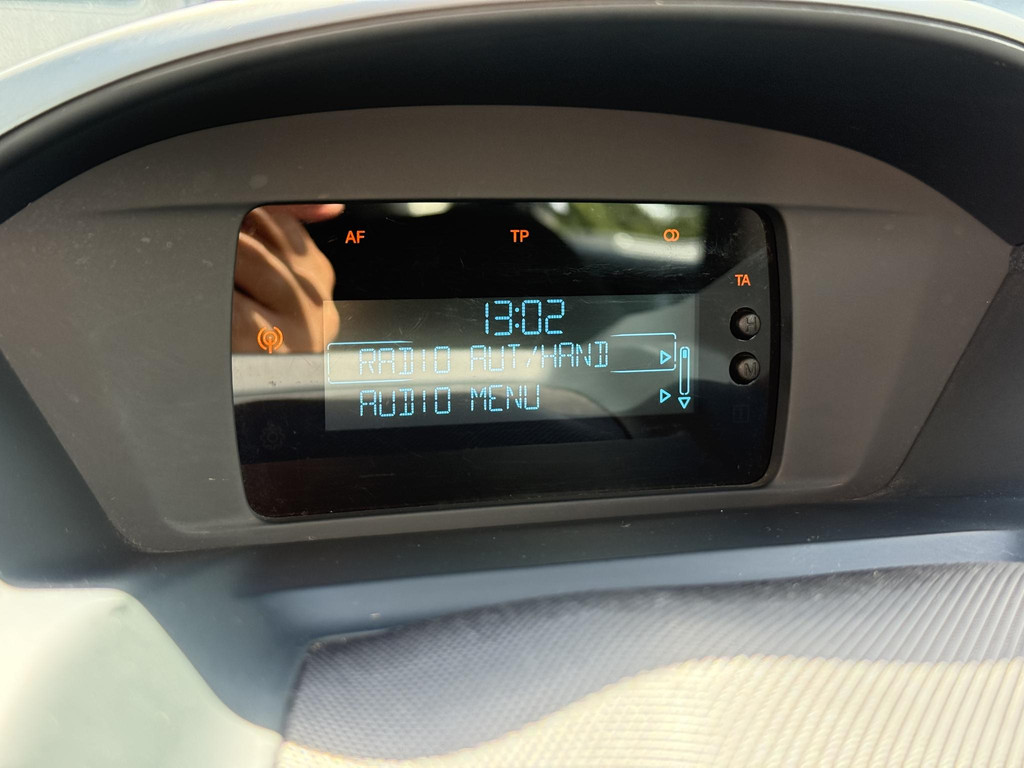 AF TP
TA
13:02
H
RADIO AUT/HAND
M
AUDIO MENU